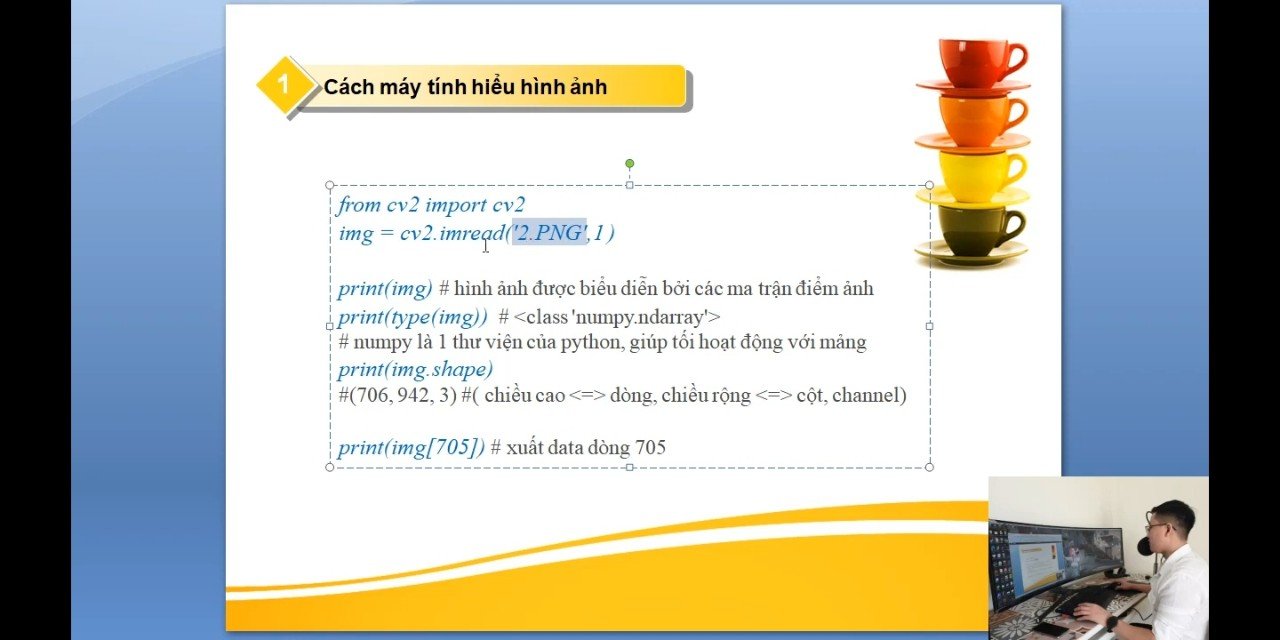 1
Cách máy tính hiểu hình ảnh
from cv2 import cv2
img = cv2.imread('2.PNG',1)
print(img) # hình ảnh được biểu diễn bởi các ma trận điểm ảnh
print(type(img)) # <class 'numpy.ndarray'>
# numpy là 1 thư viện của python, giúp tối hoạt động với mảng
print(img.shape)
#(706, 942, 3) #( chiều cao <=> dòng, chiều rộng <=> cột, channel)
print(img[705]) # xuất data dòng 705